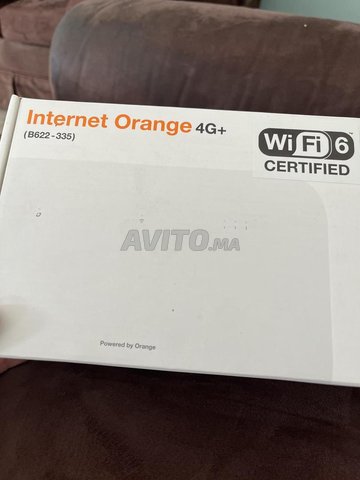 Internet Orange 4G+
(B622-335)
WiFi 6
CERTIFIED
AVITO.MA
Powered by Orange